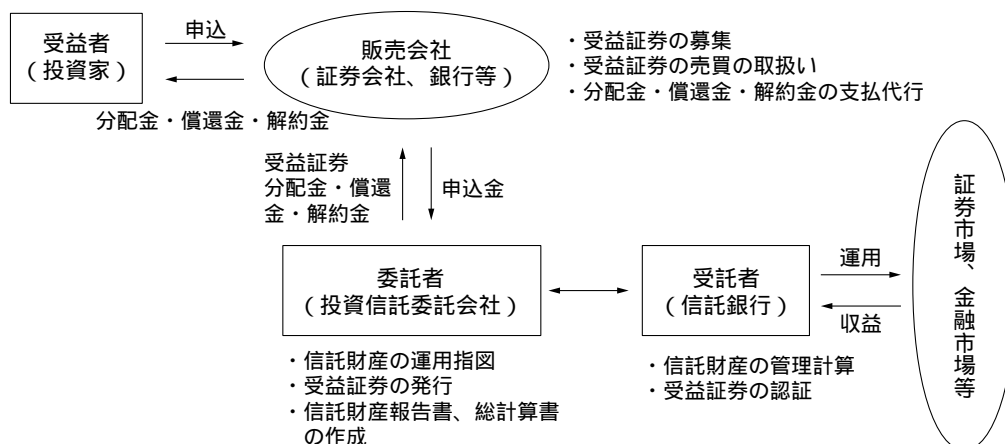 受益者
（投資家）
申込
販売会社
（証券会社、銀行等）
・受益証券の募集
・受益証券の売買の取扱い
・分配金・償還金・解約金の支払代行
分配金・償還金・解約金
受益証券
分配金・償還
金・解約金
申込金
委託者
（投資信託委託会社）
・信託財産の運用指図
・受益証券の発行
・信託財産報告書、総計算書
の作成
受託者
（信託銀行）
・信託財産の管理計算
・受益証券の認証
運用
収益
証券市場、金融市場等